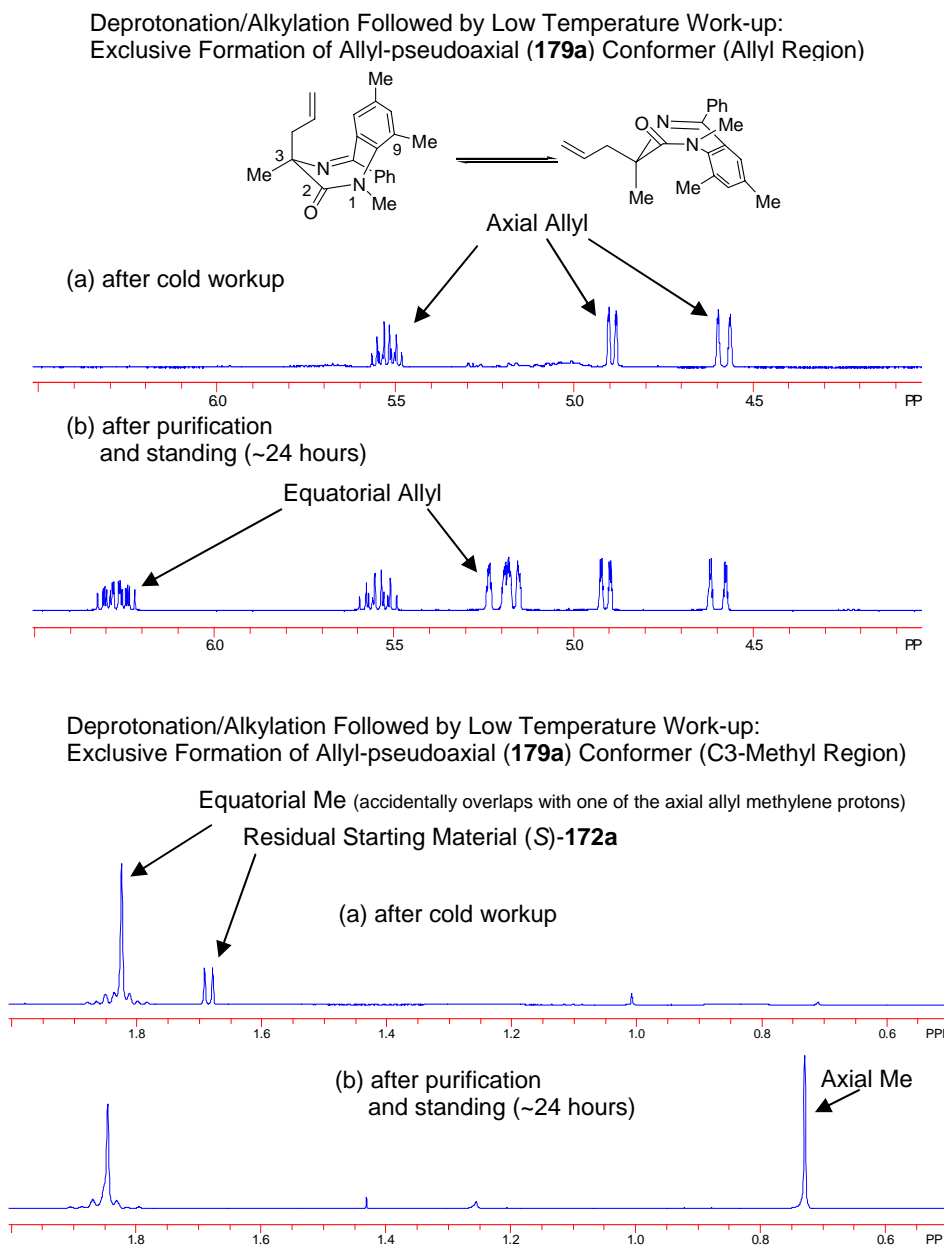 Deprotonation/Alkylation Followed by Low Temperature Work-up:
Exclusive Formation of Allyl-pseudoaxial (179a) Conformer (Allyl Region)
Me
Me
9
3
N
Me
Ph
2
N
1
O
Me
Ph
O
N
Me
N
Me
Me
Me
Axial Allyl
(a) after cold workup
6.0 5.5 5.0 4.5 PP
(b) after purification
and standing (~24 hours)
Equatorial Allyl
6.0 5.5 5.0 4.5 PP
Deprotonation/Alkylation Followed by Low Temperature Work-up:
Exclusive Formation of Allyl-pseudoaxial (179a) Conformer (C3-Methyl Region)
Equatorial Me (accidentally overlaps with one of the axial allyl methylene protons)
Residual Starting Material (S)-172a
(a) after cold workup
1.8 1.6 1.4 1.2 1.0 0.8 0.6 PPI
(b) after purification
and standing (~24 hours)
Axial Me
1.8 1.6 1.4 1.2 1.0 0.8 0.6 PP